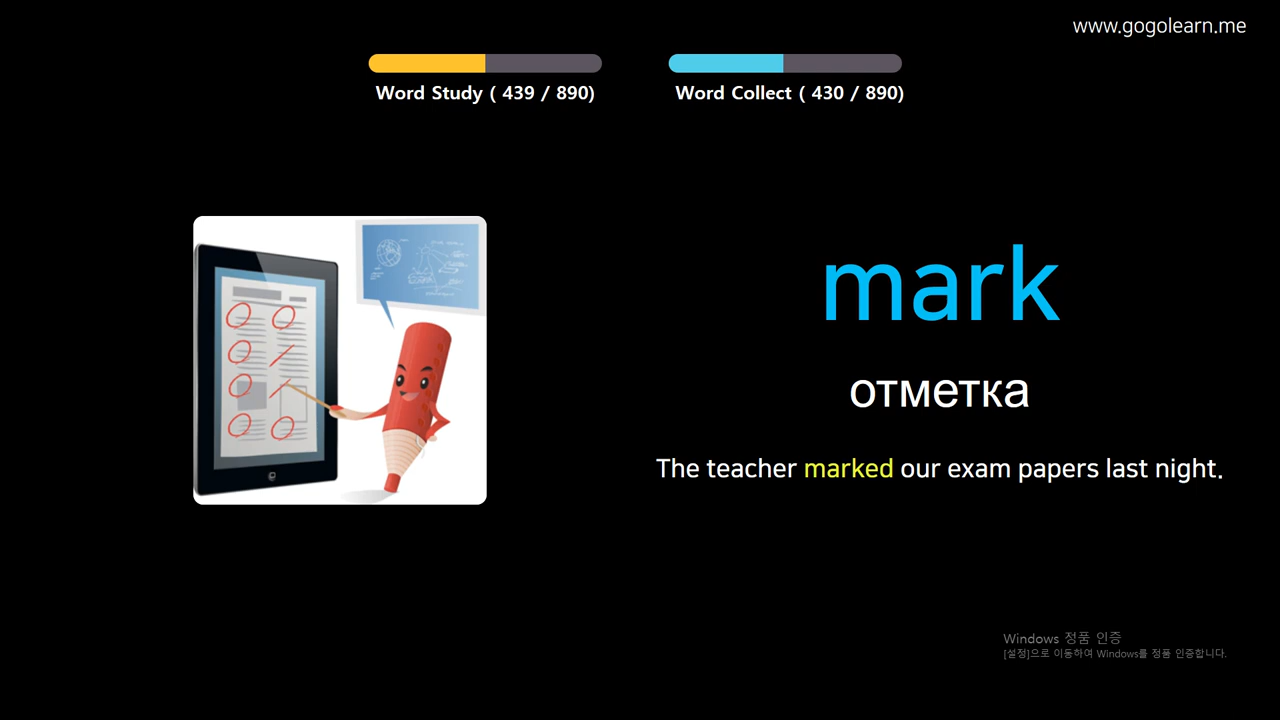 www.gogolearn.me
Word Study ( 439 / 890)
Word Collect ( 430 / 890)
mark
отметка
The teacher marked our exam papers last night.
Windows 정품 인증
[설정]으로 이동하여 Windows를 정품 인증합니다.